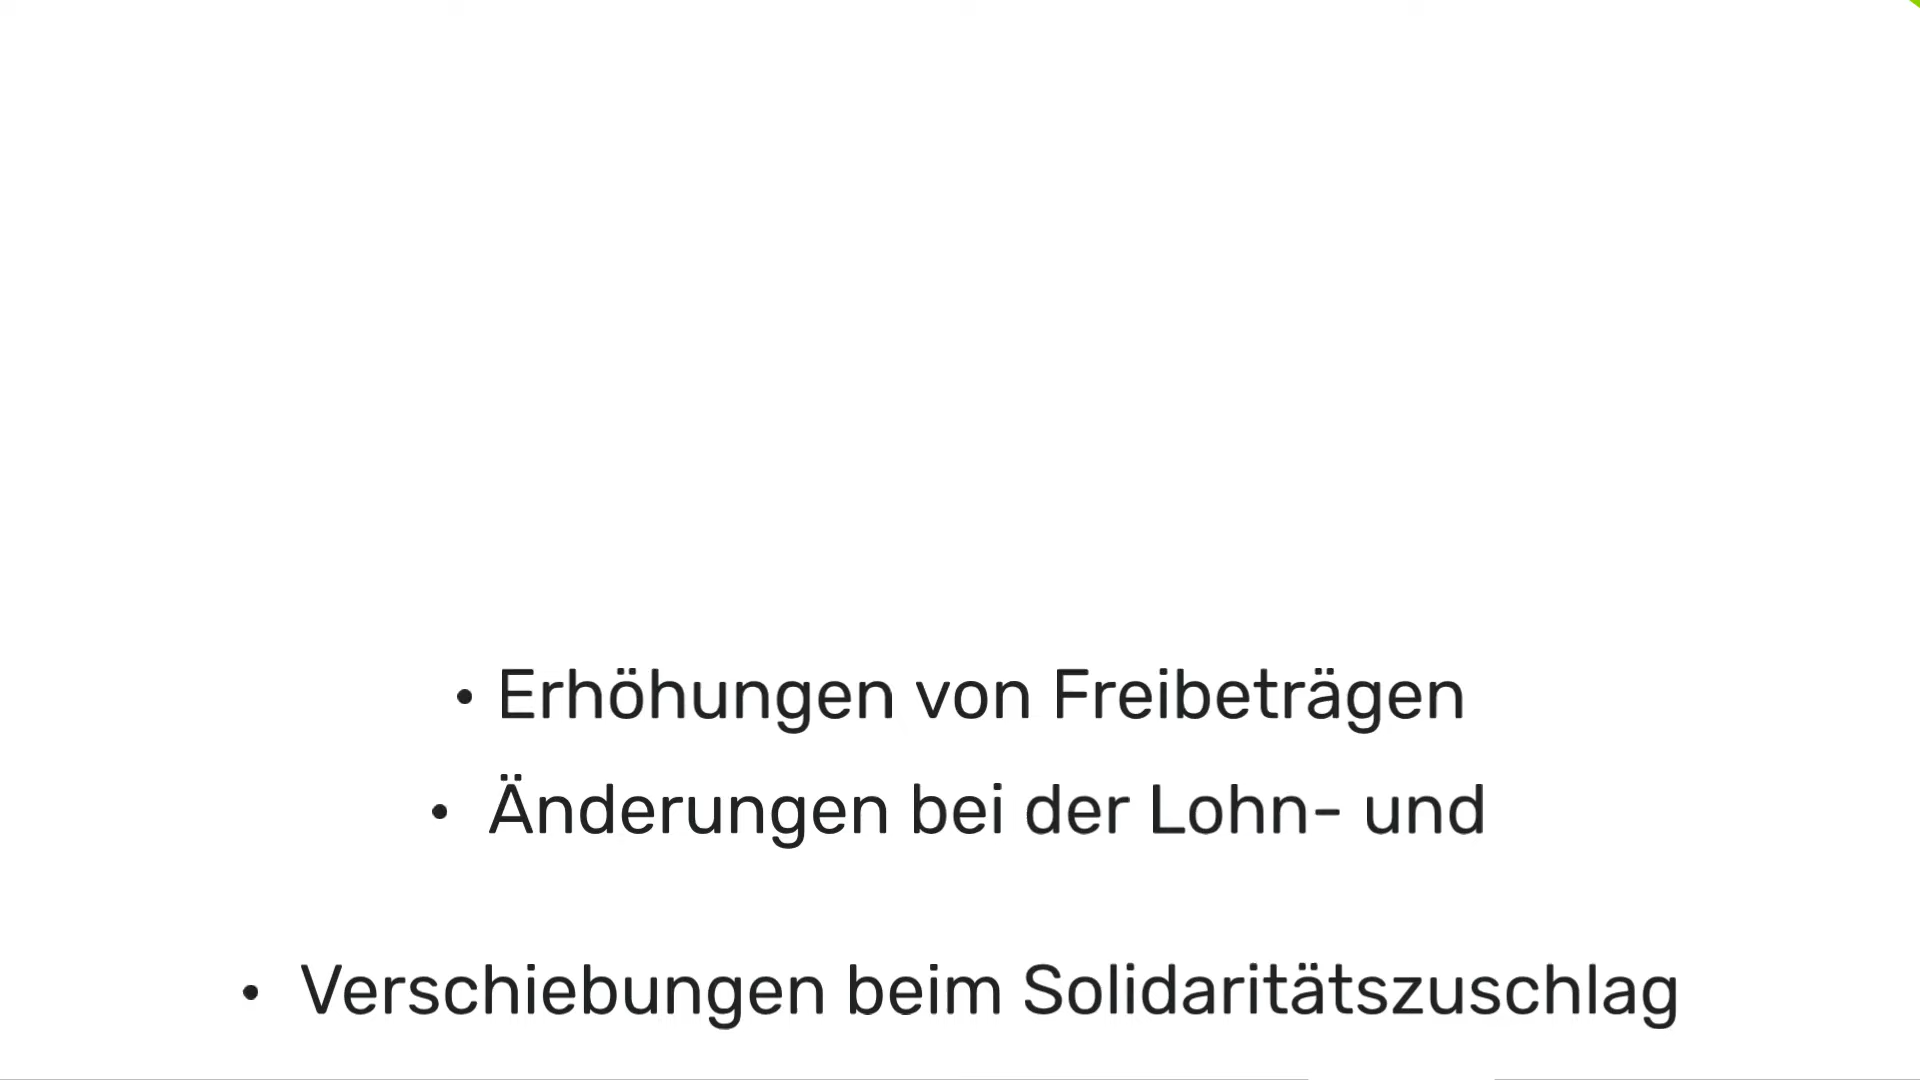 • Erhöhungen von Freibeträgen
• Änderungen bei der Lohn- und
• Verschiebungen beim Solidaritätszuschlag